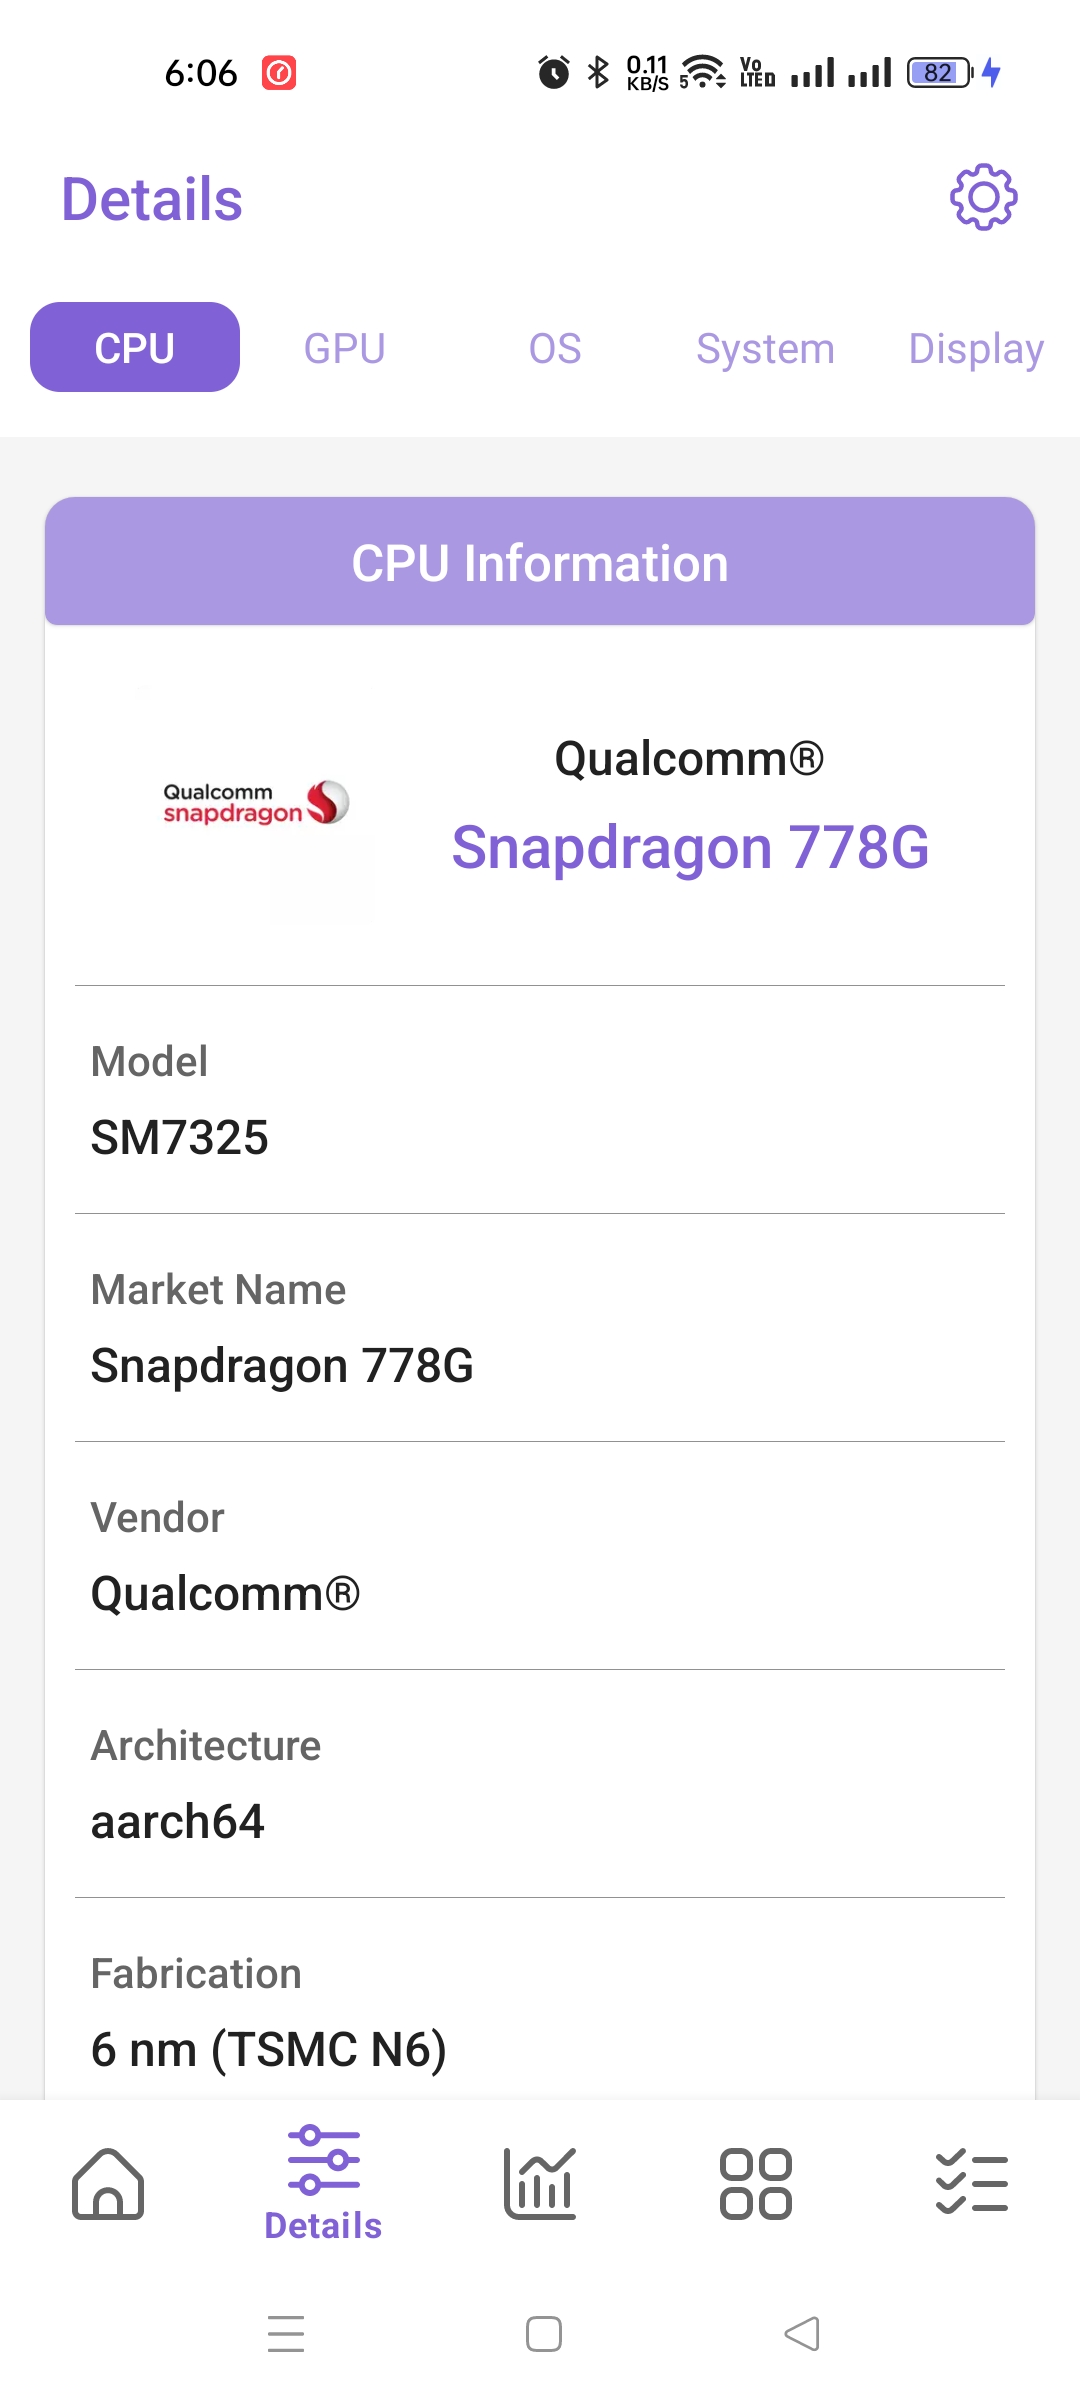 6:06 0.11 KB/S 5 Vo LTED 82
Details
CPU GPU OS System Display
CPU Information
Qualcomm snapdragon
Qualcomm®
Snapdragon 778G
Model
SM7325
Market Name
Snapdragon 778G
Vendor
Qualcomm®
Architecture
aarch64
Fabrication
6 nm (TSMC N6)
Details